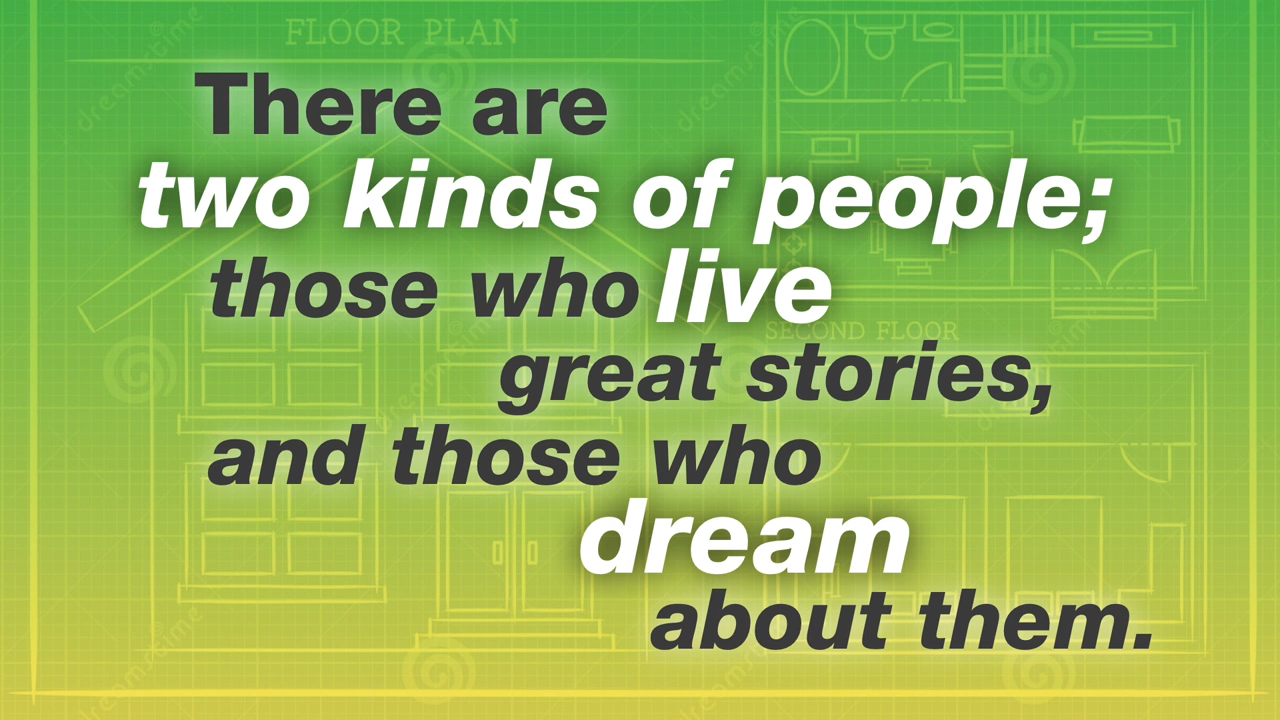 FLOOR PLAN
There are
two kinds of people;
those who live
SECOND FLOOR
great stories,
and those who
dream
about them.
dreamstime